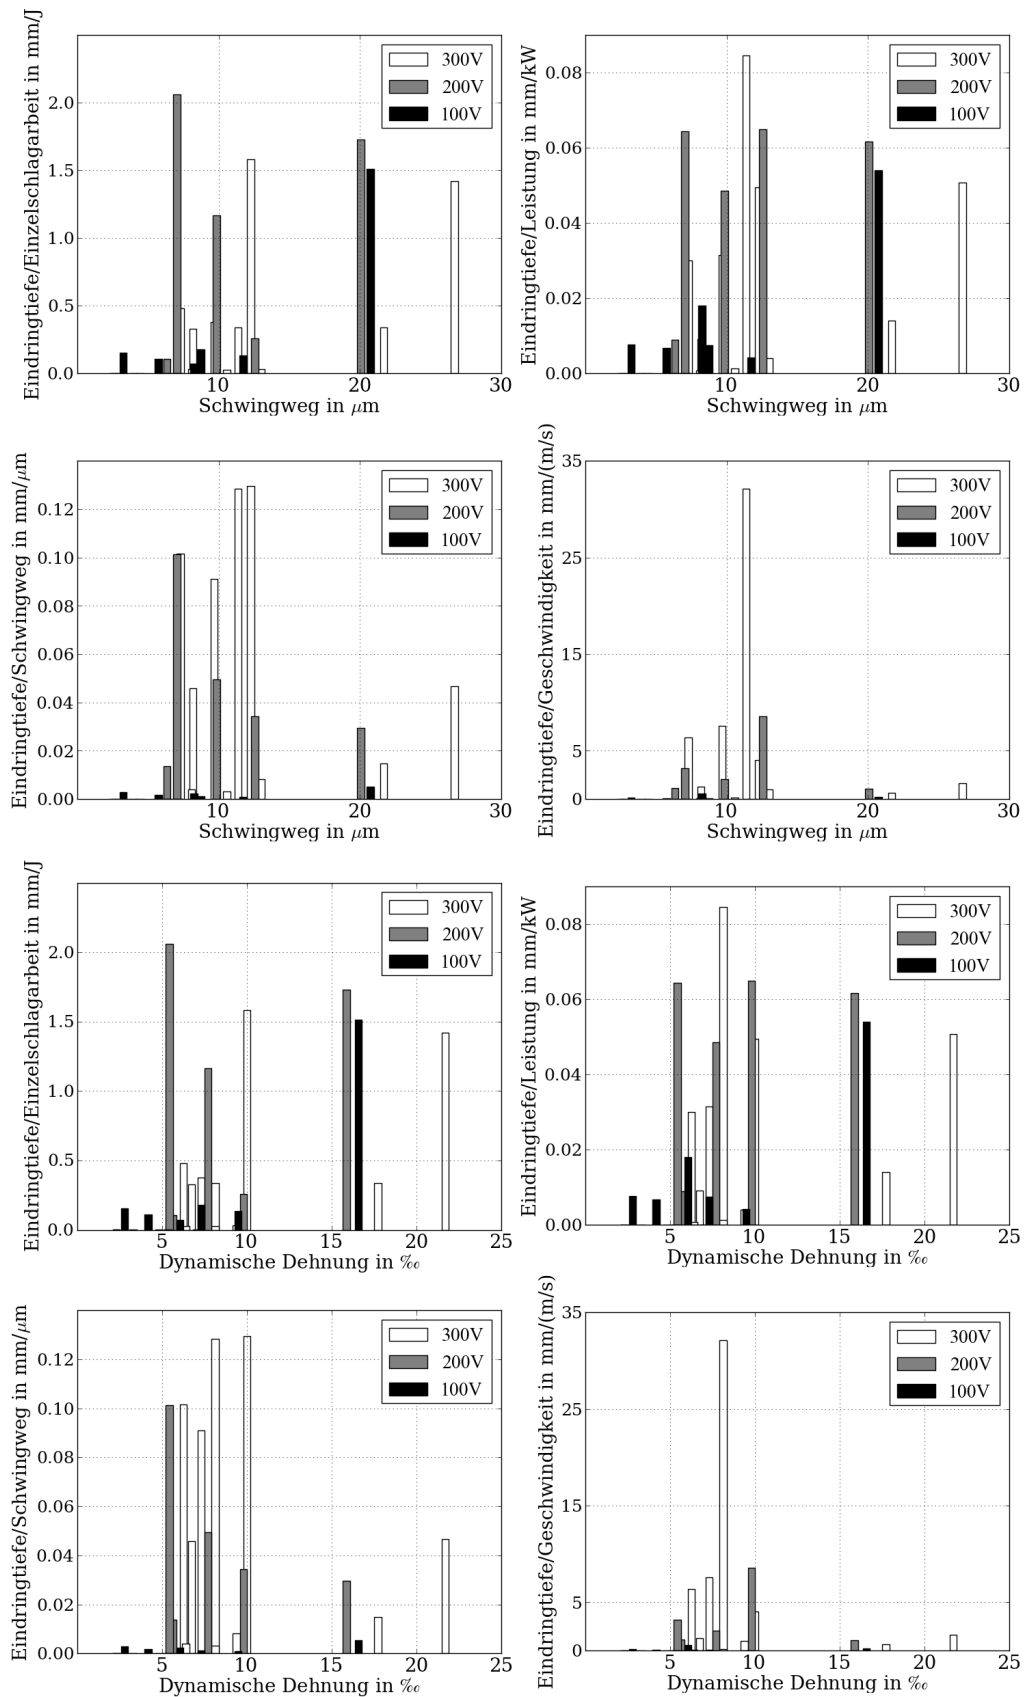 Eindringtiefe/Einzelschlagarbeit in mm/J
2.0
1.5
1.0
0.5
0.0
10
20
30
Schwingweg in μm
300V
200V
100V
Eindringtiefe/Leistung in mm/kW
0.08
0.06
0.04
0.02
0.00
10
20
30
Schwingweg in μm
300V
200V
100V
Eindringtiefe/Schwingweg in mm/μm
0.12
0.10
0.08
0.06
0.04
0.02
0.00
10
20
30
Schwingweg in μm
300V
200V
100V
Eindringtiefe/Geschwindigkeit in mm/(m/s)
35
25
15
5
0
10
20
30
Schwingweg in μm
300V
200V
100V
Eindringtiefe/Einzelschlagarbeit in mm/J
2.0
1.5
1.0
0.5
0.0
5
10
15
20
25
Dynamische Dehnung in ‰
300V
200V
100V
Eindringtiefe/Leistung in mm/kW
0.08
0.06
0.04
0.02
0.00
5
10
15
20
25
Dynamische Dehnung in ‰
300V
200V
100V
Eindringtiefe/Schwingweg in mm/μm
0.12
0.10
0.08
0.06
0.04
0.02
0.00
5
10
15
20
25
Dynamische Dehnung in ‰
300V
200V
100V
Eindringtiefe/Geschwindigkeit in mm/(m/s)
35
25
15
5
0
5
10
15
20
25
Dynamische Dehnung in ‰
300V
200V
100V